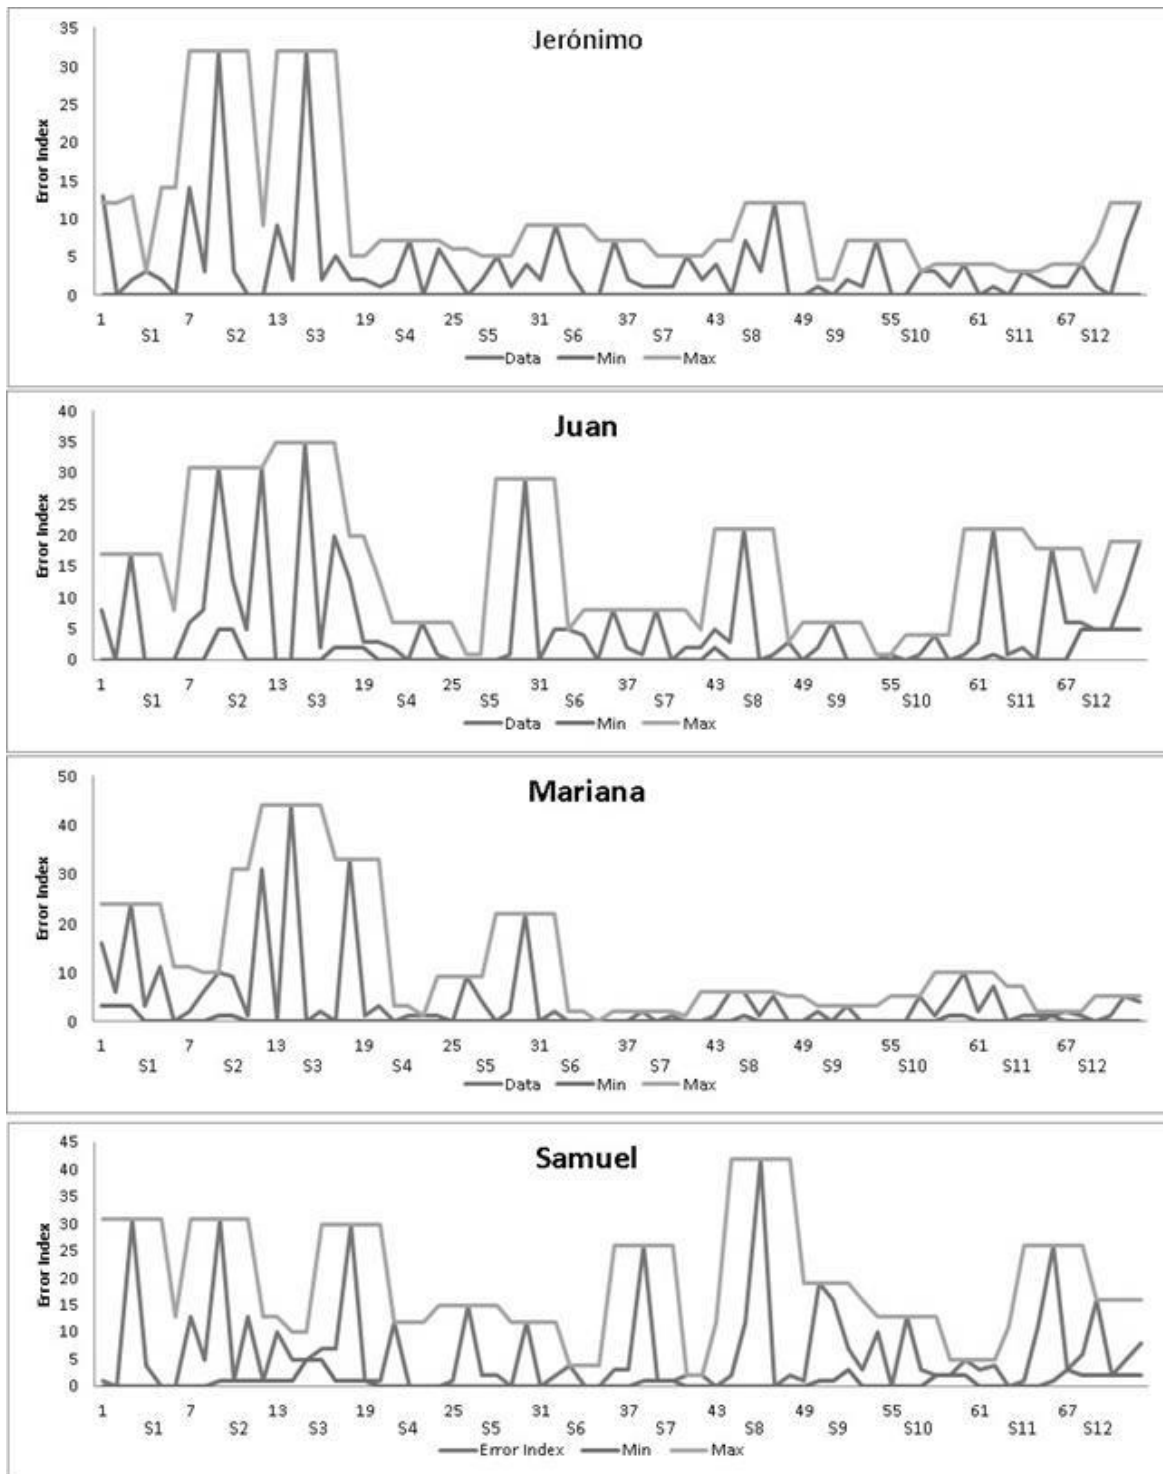 Jerónimo
Error Index
35
30
25
20
15
10
5
0
1 7 13 19 25 31 37 43 49 55 61 67
S1 S2 S3 S4 S5 S6 S7 S8 S9 S10 S11 S12
Data Min Max
Juan
Error Index
40
35
30
25
20
15
10
5
0
1 7 13 19 25 31 37 43 49 55 61 67
S1 S2 S3 S4 S5 S6 S7 S8 S9 S10 S11 S12
Data Min Max
Mariana
Error Index
50
40
30
20
10
0
1 7 13 19 25 31 37 43 49 55 61 67
S1 S2 S3 S4 S5 S6 S7 S8 S9 S10 S11 S12
Data Min Max
Samuel
Error Index
45
40
35
30
25
20
15
10
5
0
1 7 13 19 25 31 37 43 49 55 61 67
S1 S2 S3 S4 S5 S6 S7 S8 S9 S10 S11 S12
Error Index Min Max